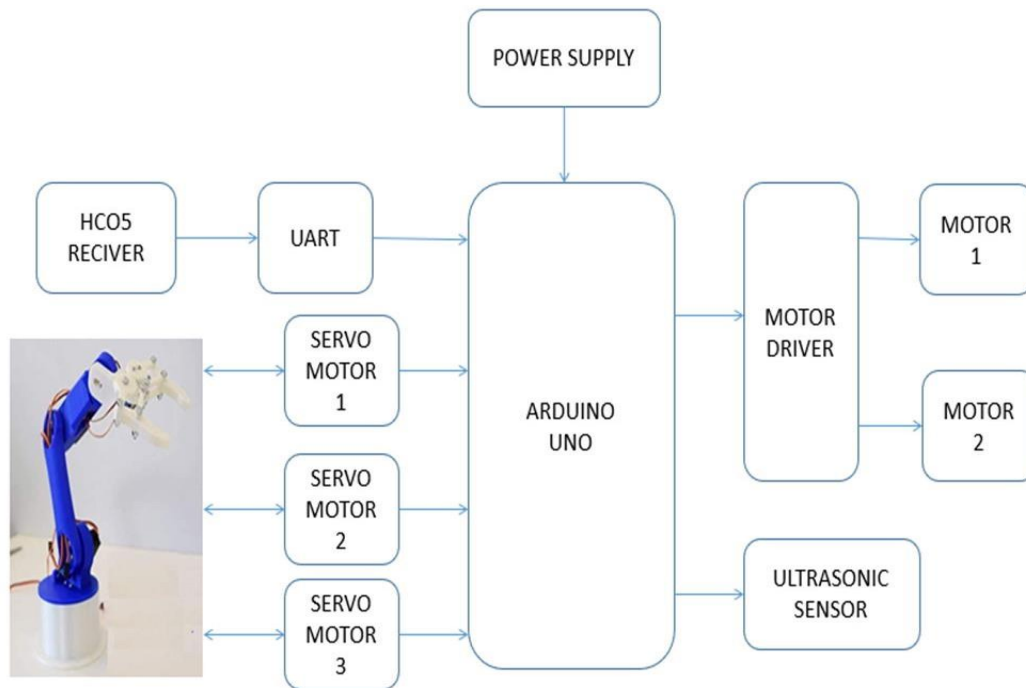 POWER SUPPLY
HCO5
RECIVER
UART
SERVO
MOTOR
1
SERVO
MOTOR
2
SERVO
MOTOR
3
ARDUINO
UNO
MOTOR
DRIVER
MOTOR
1
MOTOR
2
ULTRASONIC
SENSOR